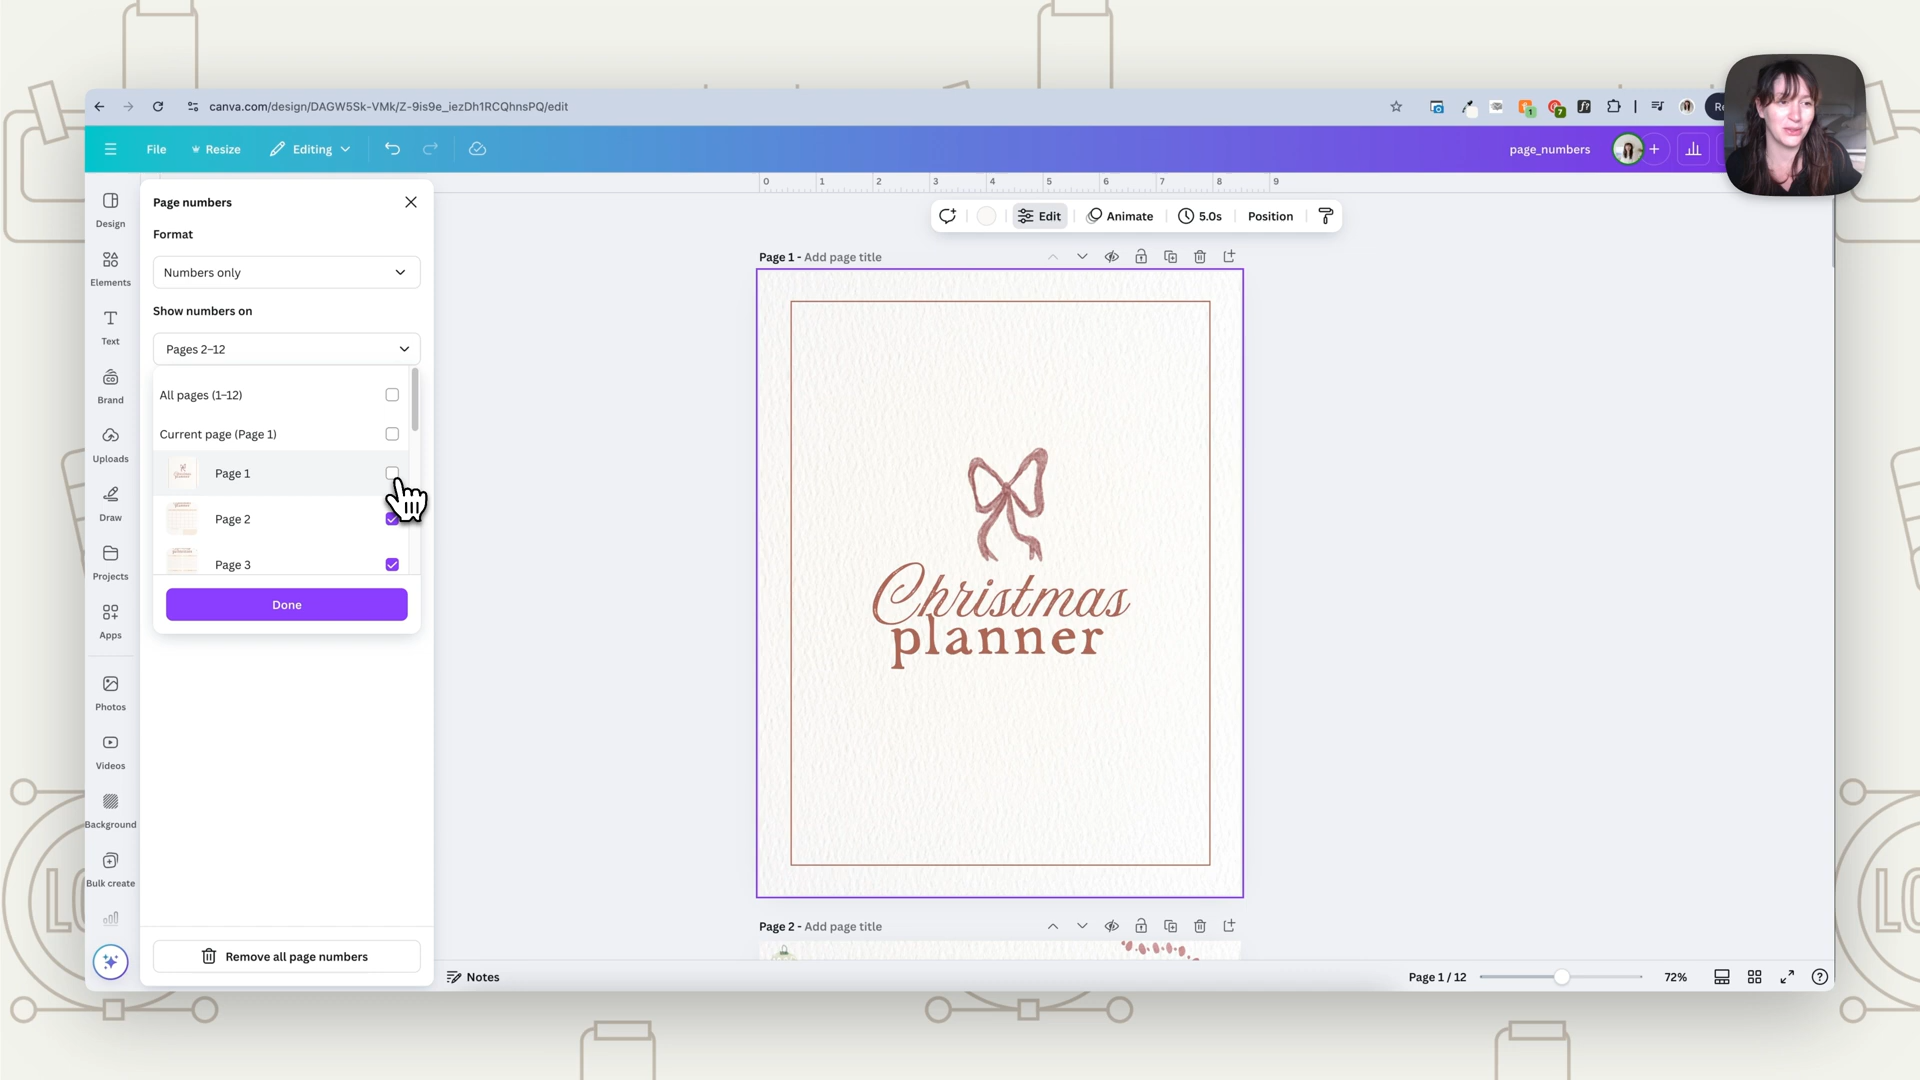 canva.com/design/DAGW5Sk-VMk/Z-9is9e_iezDh1RCQhnsPQ/edit
1
7
f?
File
Resize
Editing
page_numbers
Design
Elements
Text
Brand
Uploads
Draw
Projects
Apps
Photos
Videos
Background
Bulk create
Page numbers
Format
Numbers only
Show numbers on
Pages 2–12
All pages (1–12)
Current page (Page 1)
Page 1
Page 2
Page 3
Done
Remove all page numbers
0 1 2 3 4 5 6 7 8 9
Edit
Animate
5.0s
Position
Page 1 - Add page title
Christmas
planner
Page 2 - Add page title
Notes
Page 1 / 12
72%